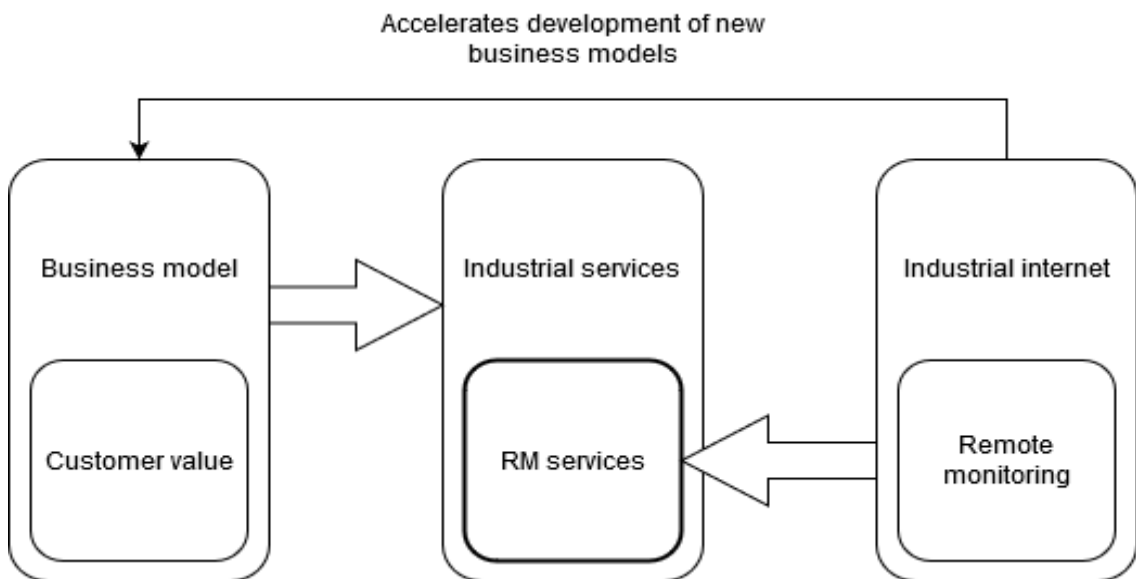 Accelerates development of new
business models
Business model
Industrial services
Industrial internet
Customer value
RM services
Remote
monitoring